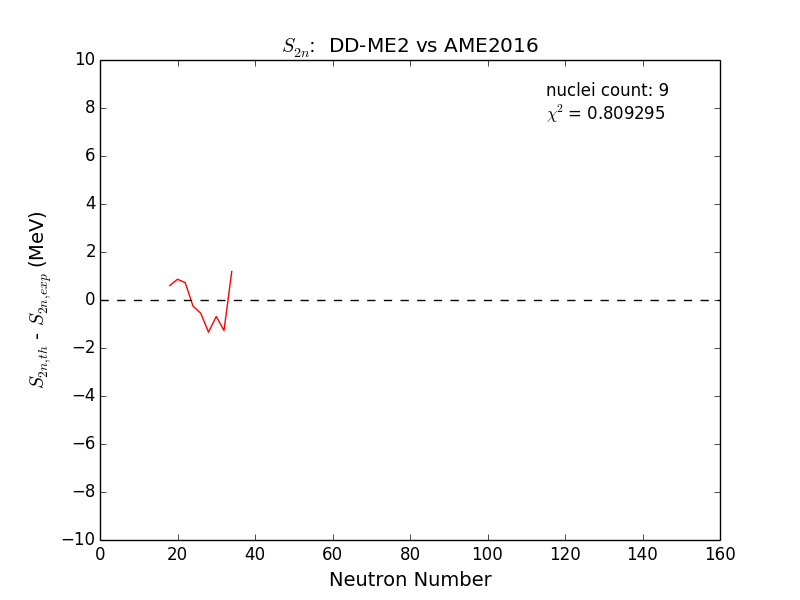 S2n: DD-ME2 vs AME2016
nuclei count: 9
χ2 = 0.809295
S2n,th - S2n,exp (MeV)
10
8
6
4
2
0
−2
−4
−6
−8
−10
0 20 40 60 80 100 120 140 160
Neutron Number